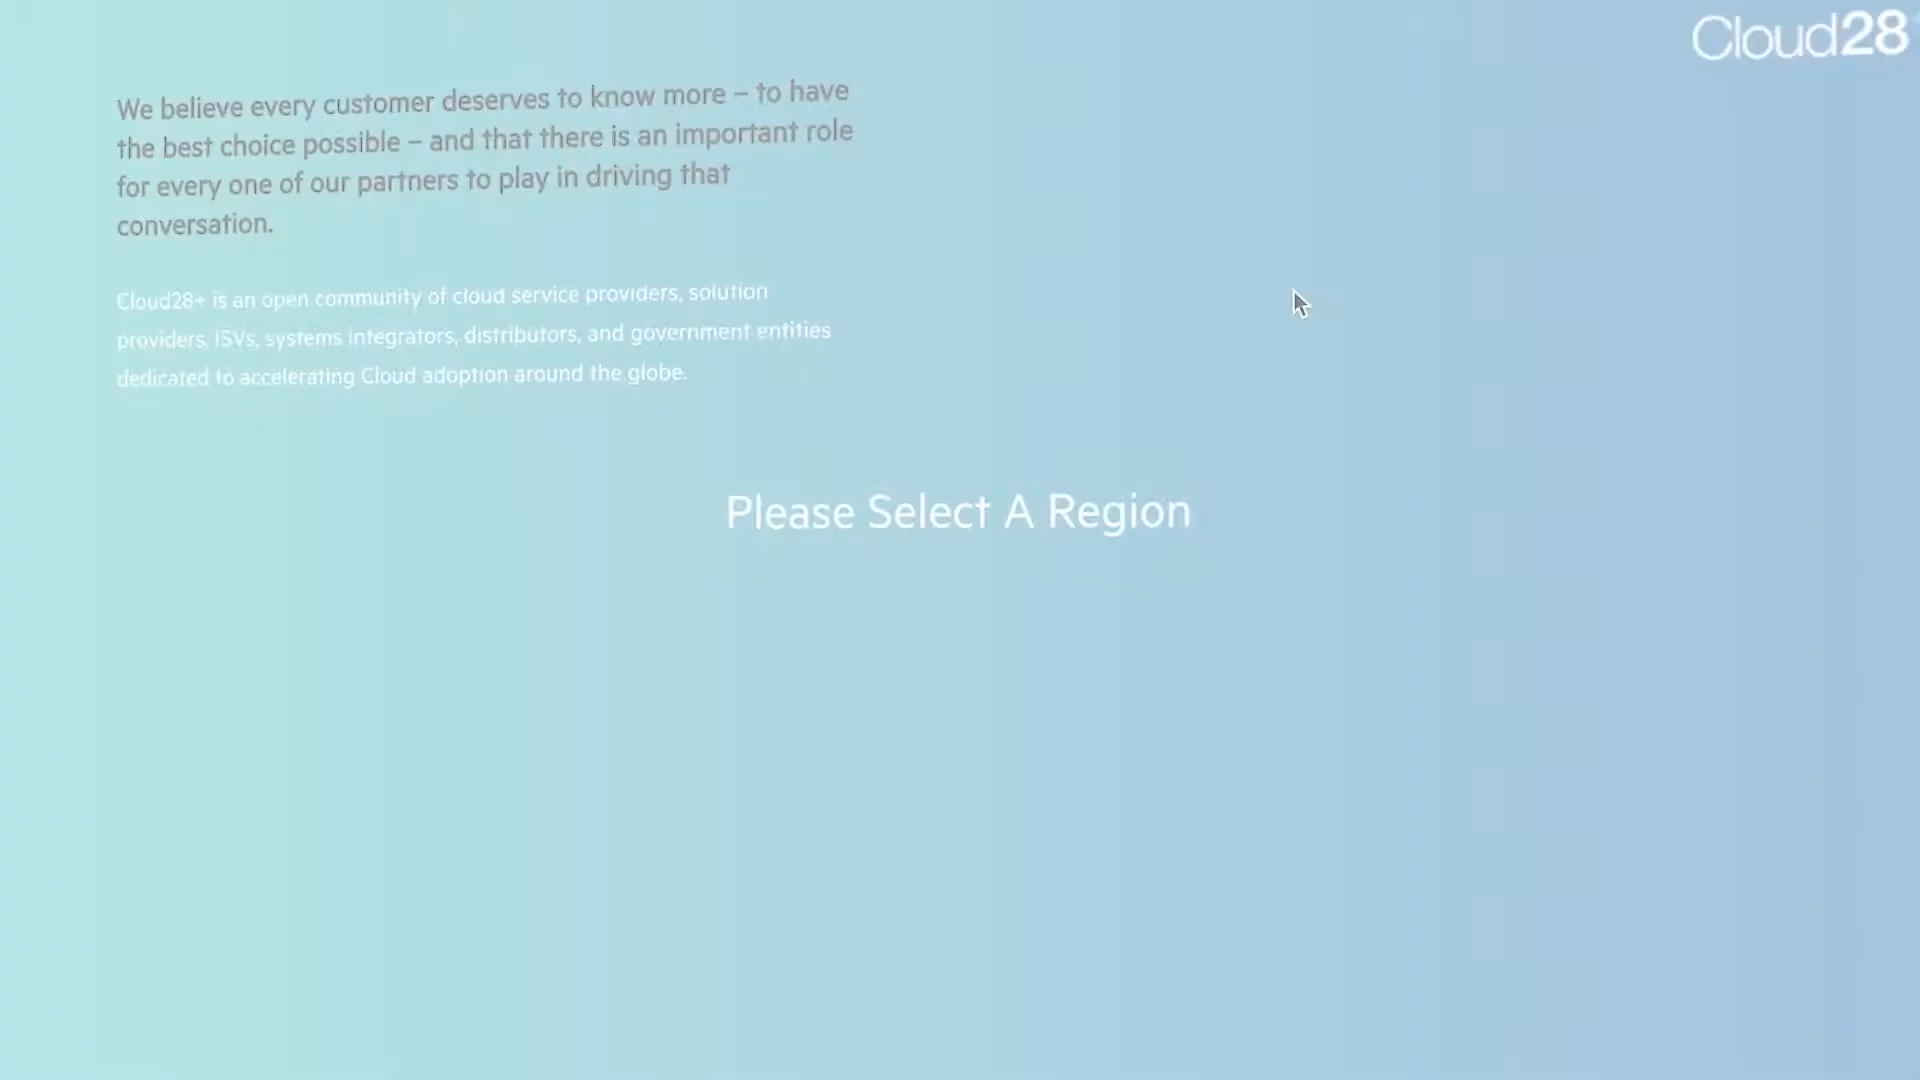 Cloud28
We believe every customer deserves to know more – to have
the best choice possible – and that there is an important role
for every one of our partners to play in driving that
conversation.
Cloud28+ is an open community of cloud service providers, solution
providers, ISVs, systems integrators, distributors, and government entities
dedicated to accelerating Cloud adoption around the globe.
Please Select A Region